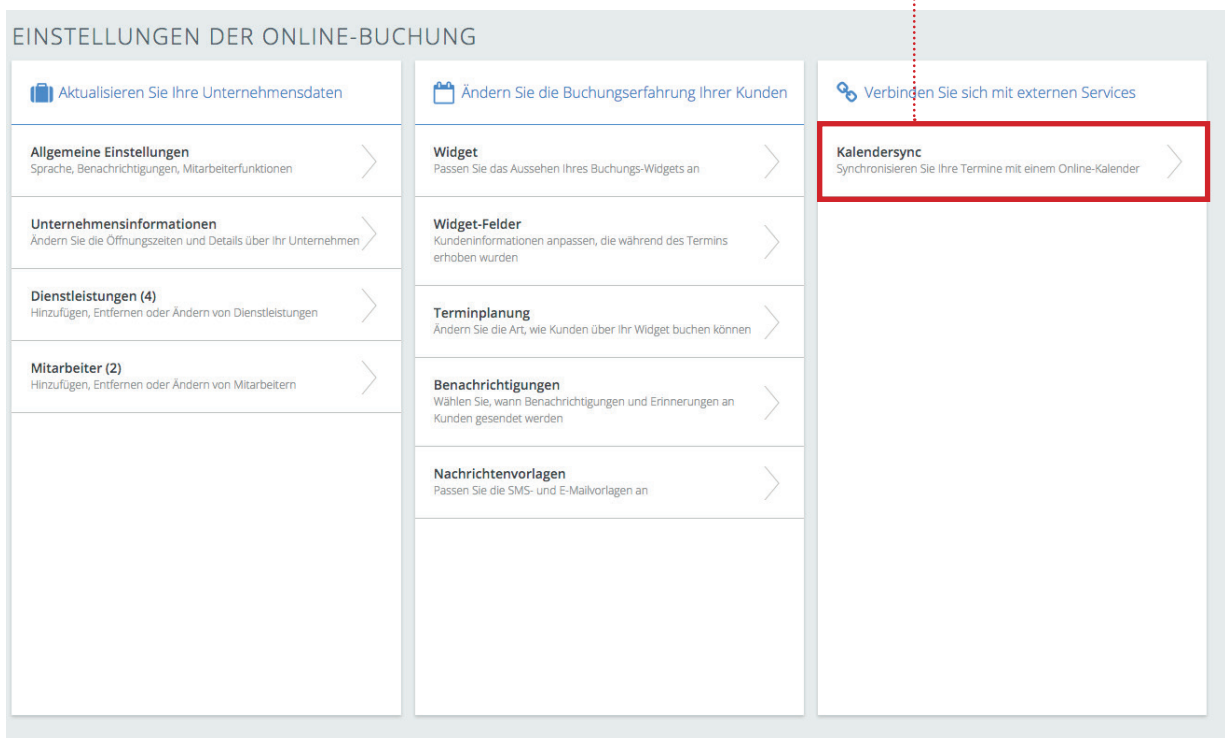 EINSTELLUNGEN DER ONLINE-BUCHUNG
Aktualisieren Sie Ihre Unternehmensdaten
Allgemeine Einstellungen
Sprache, Benachrichtigungen, Mitarbeiterfunktionen
Unternehmensinformationen
Ändern Sie die Öffnungszeiten und Details über Ihr Unternehmen
Dienstleistungen (4)
Hinzufügen, Entfernen oder Ändern von Dienstleistungen
Mitarbeiter (2)
Hinzufügen, Entfernen oder Ändern von Mitarbeitern
Ändern Sie die Buchungserfahrung Ihrer Kunden
Widget
Passen Sie das Aussehen Ihres Buchungs-Widgets an
Widget-Felder
Kundeninformationen anpassen, die während des Termins
erhoben wurden
Terminplanung
Ändern Sie die Art, wie Kunden über Ihr Widget buchen können
Benachrichtigungen
Wählen Sie, wann Benachrichtigungen und Erinnerungen an
Kunden gesendet werden
Nachrichtenvorlagen
Passen Sie die SMS- und E-Mailvorlagen an
Verbinden Sie sich mit externen Services
Kalendersync
Synchronisieren Sie Ihre Termine mit einem Online-Kalender